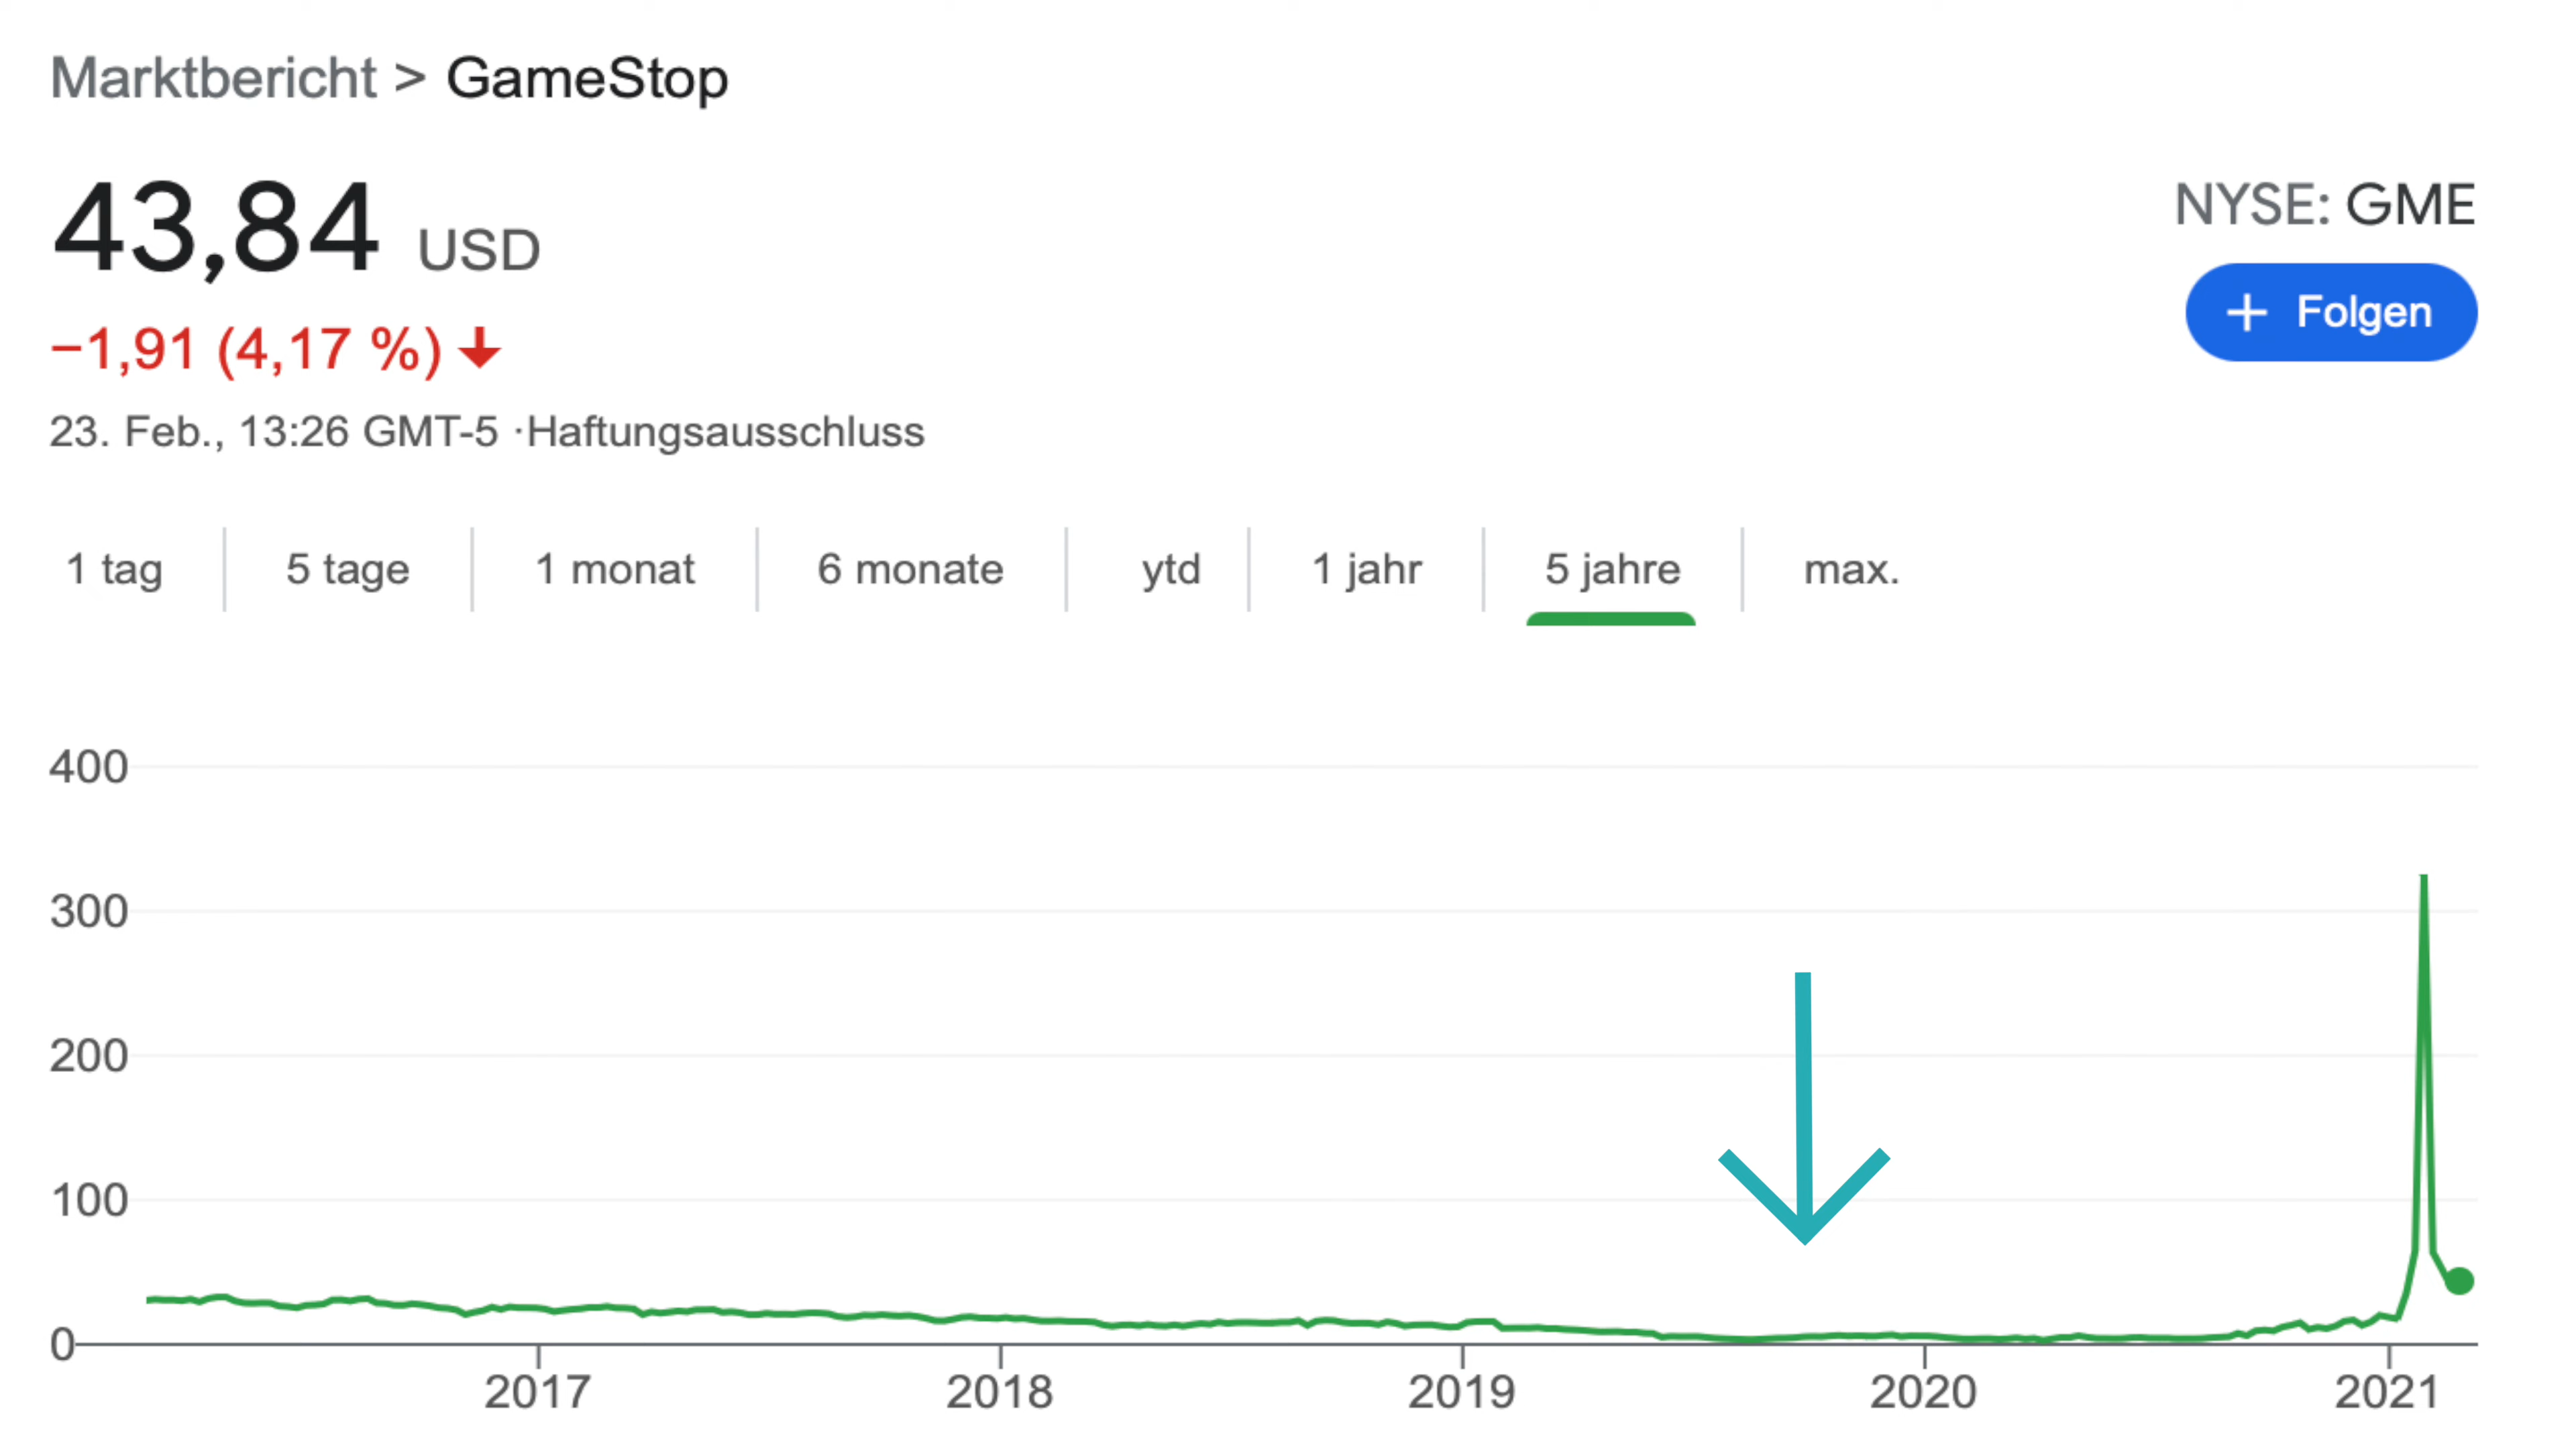 Marktbericht > GameStop
43,84 USD
NYSE: GME
−1,91 (4,17 %)
+ Folgen
23. Feb., 13:26 GMT-5 ·Haftungsausschluss
1 tag
5 tage
1 monat
6 monate
ytd
1 jahr
5 jahre
max.
400
300
200
100
0
2017
2018
2019
2020
2021